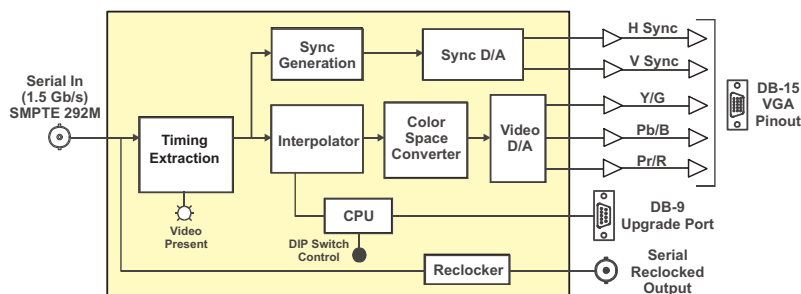 Serial In
(1.5 Gb/s)
SMPTE 292M
Timing
Extraction
Video
Present
Sync
Generation
Sync D/A
Interpolator
Color
Space
Converter
Video
D/A
CPU
DIP Switch
Control
Reclocker
H Sync
V Sync
Y/G
Pb/B
Pr/R
DB-15
VGA
Pinout
DB-9
Upgrade Port
Serial
Reclocked
Output